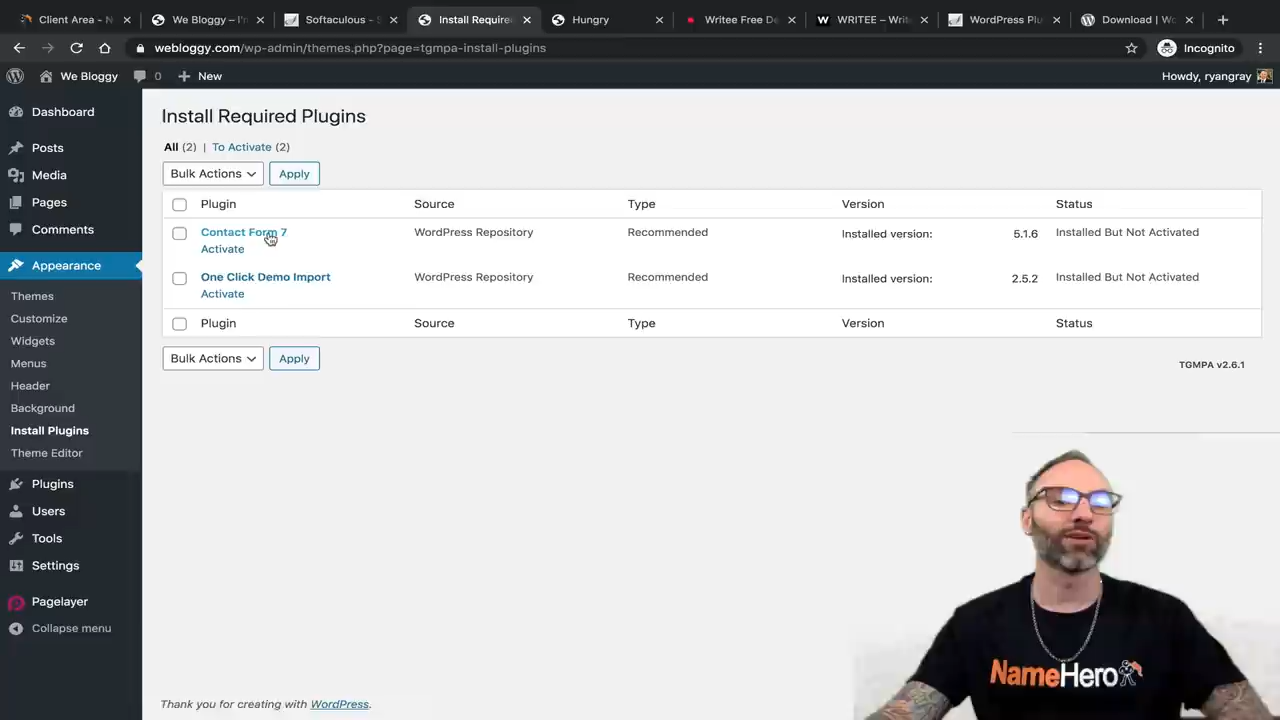 Client Area - N
We Bloggy – I'm
Softaculous - S
Install Require
Hungry
Writee Free De
WRITEE – Write
WordPress Plu
Download | Wo
webloggy.com/wp-admin/themes.php?page=tgmpa-install-plugins
Incognito
We Bloggy
0
New
Howdy, ryangray
Dashboard
Posts
Media
Pages
Comments
Appearance
Themes
Customize
Widgets
Menus
Header
Background
Install Plugins
Theme Editor
Plugins
Users
Tools
Settings
Pagelayer
Collapse menu
Install Required Plugins
All (2) | To Activate (2)
Bulk Actions Apply
Plugin Source Type Version Status
Contact Form 7 WordPress Repository Recommended Installed version: 5.1.6 Installed But Not Activated
Activate
One Click Demo Import WordPress Repository Recommended Installed version: 2.5.2 Installed But Not Activated
Activate
Plugin Source Type Version Status
Bulk Actions Apply
TGMPA v2.6.1
NameHero
Thank you for creating with WordPress.